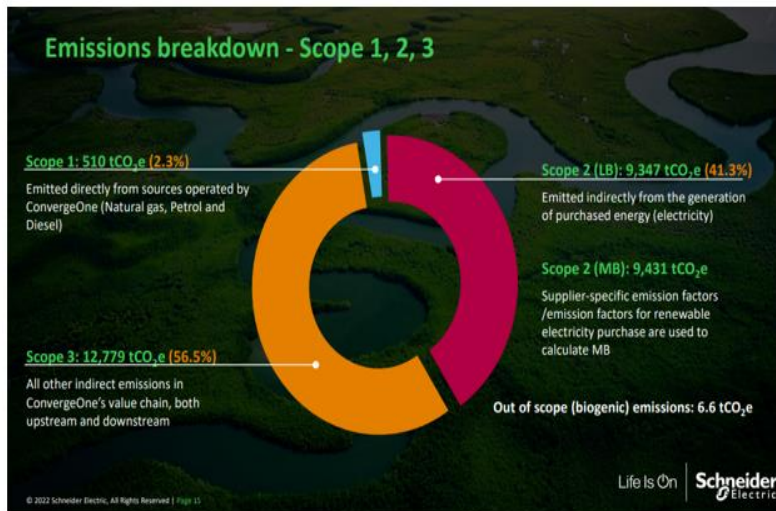 Emissions breakdown - Scope 1, 2, 3
Scope 1: 510 tCO₂e (2.3%)
Emitted directly from sources operated by
ConvergeOne (Natural gas, Petrol and
Diesel)
Scope 3: 12,779 tCO₂e (56.5%)
All other indirect emissions in
ConvergeOne's value chain, both
upstream and downstream
Scope 2 (LB): 9,347 tCO₂e (41.3%)
Emitted indirectly from the generation
of purchased energy (electricity)
Scope 2 (MB): 9,431 tCO₂e
Supplier-specific emission factors
/emission factors for renewable
electricity purchase are used to
calculate MB
Out of scope (biogenic) emissions: 6.6 tCO₂e
© 2022 Schneider Electric, All Rights Reserved | Page 15
Life Is On
Schneider
Electric